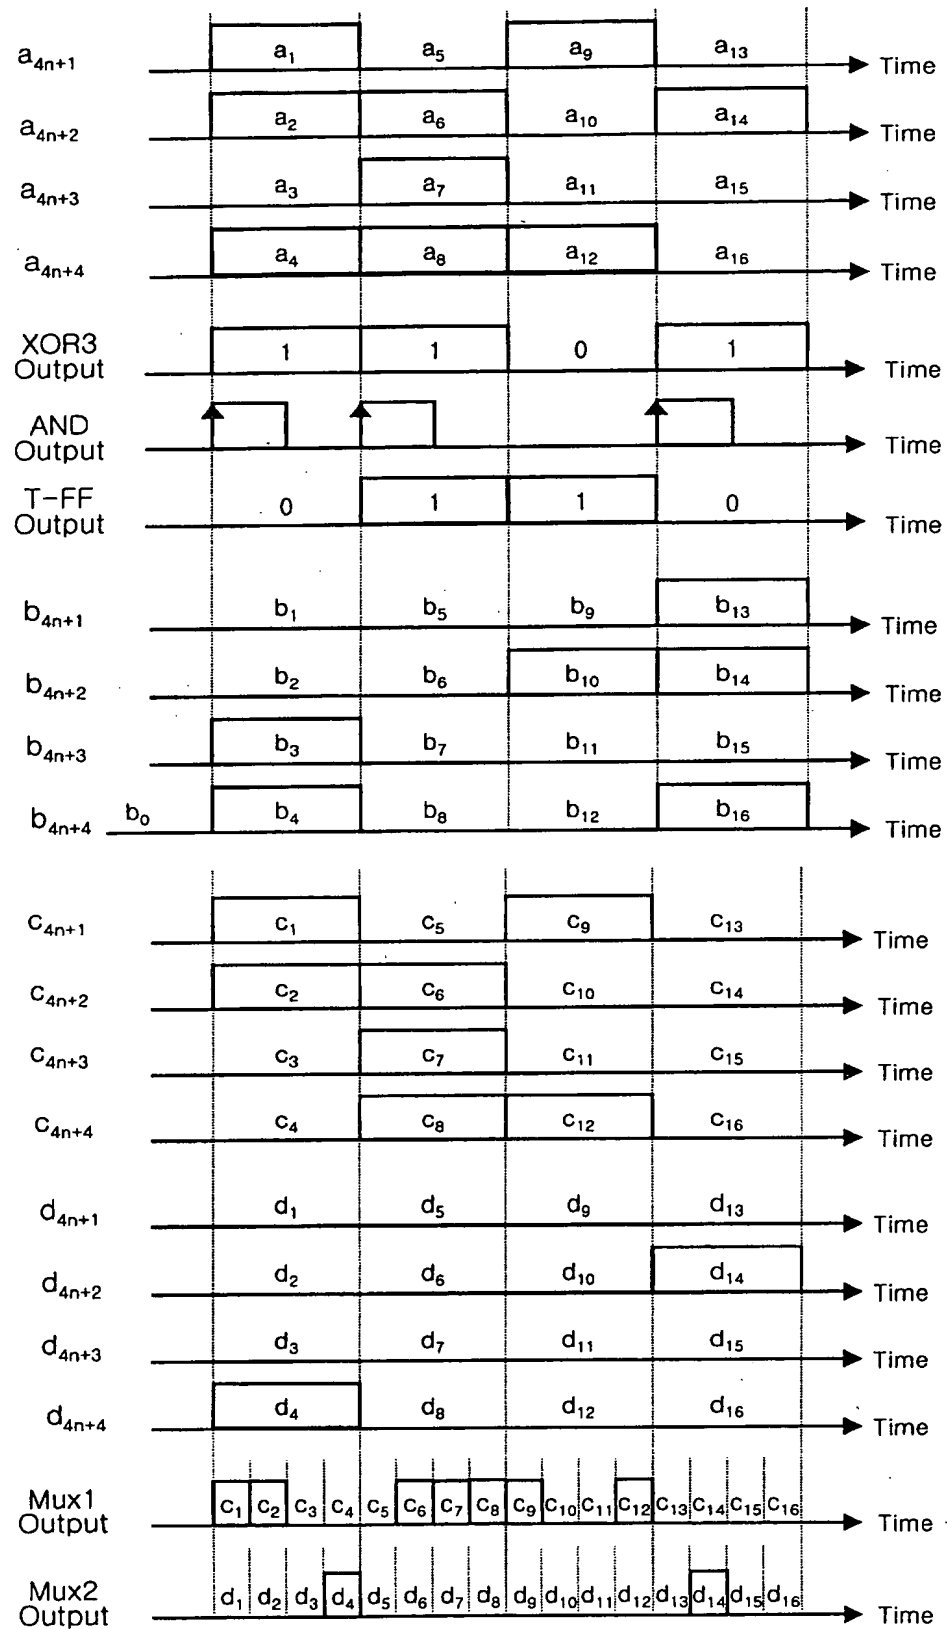 a4n+1 a1 a5 a9 a13 Time
a4n+2 a2 a6 a10 a14 Time
a4n+3 a3 a7 a11 a15 Time
a4n+4 a4 a8 a12 a16 Time
XOR3
Output 1 1 0 1 Time
AND
Output Time
T-FF
Output 0 1 1 0 Time
b4n+1 b1 b5 b9 b13 Time
b4n+2 b2 b6 b10 b14 Time
b4n+3 b3 b7 b11 b15 Time
b4n+4 b0 b4 b8 b12 b16 Time
c4n+1 c1 c5 c9 c13 Time
c4n+2 c2 c6 c10 c14 Time
c4n+3 c3 c7 c11 c15 Time
c4n+4 c4 c8 c12 c16 Time
d4n+1 d1 d5 d9 d13 Time
d4n+2 d2 d6 d10 d14 Time
d4n+3 d3 d7 d11 d15 Time
d4n+4 d4 d8 d12 d16 Time
Mux1
Output c1 c2 c3 c4 c5 c6 c7 c8 c9 c10 c11 c12 c13 c14 c15 c16 Time
Mux2
Output d1 d2 d3 d4 d5 d6 d7 d8 d9 d10 d11 d12 d13 d14 d15 d16 Time